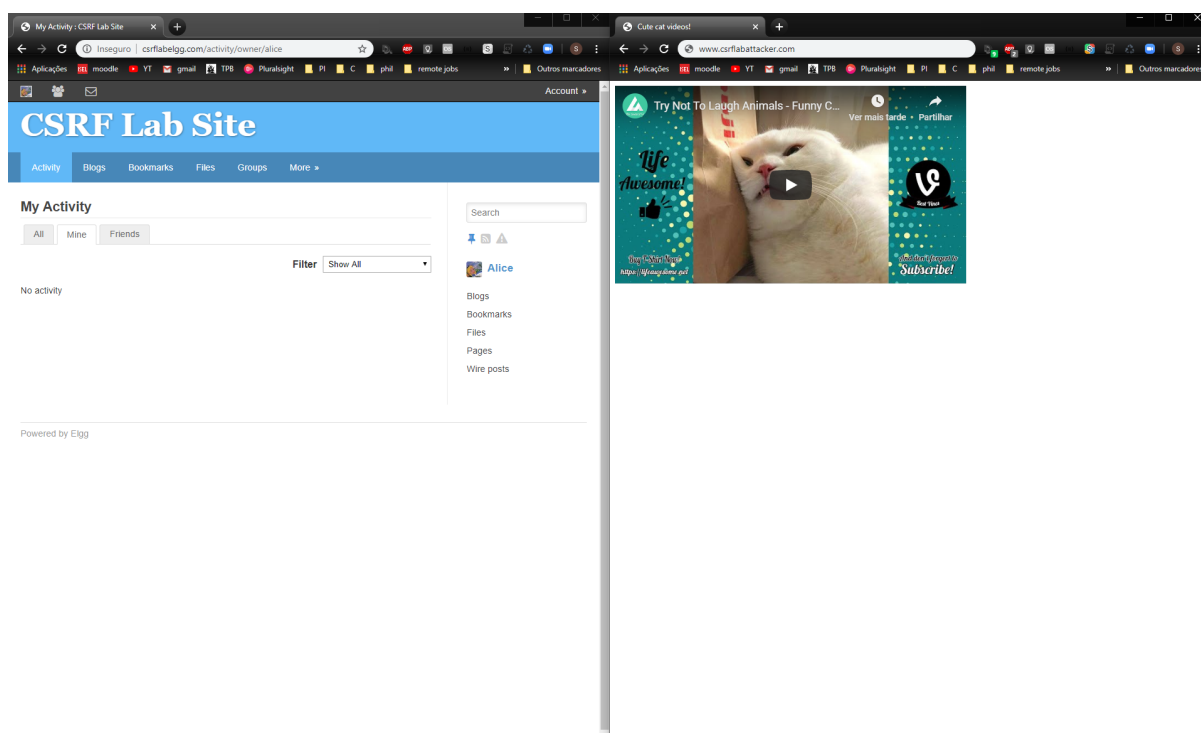 My Activity : CSRF Lab Site
Inseguro | csrflabelgg.com/activity/owner/alice
Aplicações moodle YT gmail TPB Pluralsight PI C phil remote jobs » Outros marcadores
Account »
CSRF Lab Site
Activity Blogs Bookmarks Files Groups More »
My Activity
All Mine Friends
Filter Show All
No activity
Search
Alice
Blogs
Bookmarks
Files
Pages
Wire posts
Powered by Elgg
Cute cat videos!
www.csrflabattacker.com
Aplicações moodle YT gmail TPB Pluralsight PI C phil remote jobs » Outros marcadores
Try Not To Laugh Animals - Funny C...
Ver mais tarde • Partilhar
Life
Awesome!
Best Vines
Subscribe!